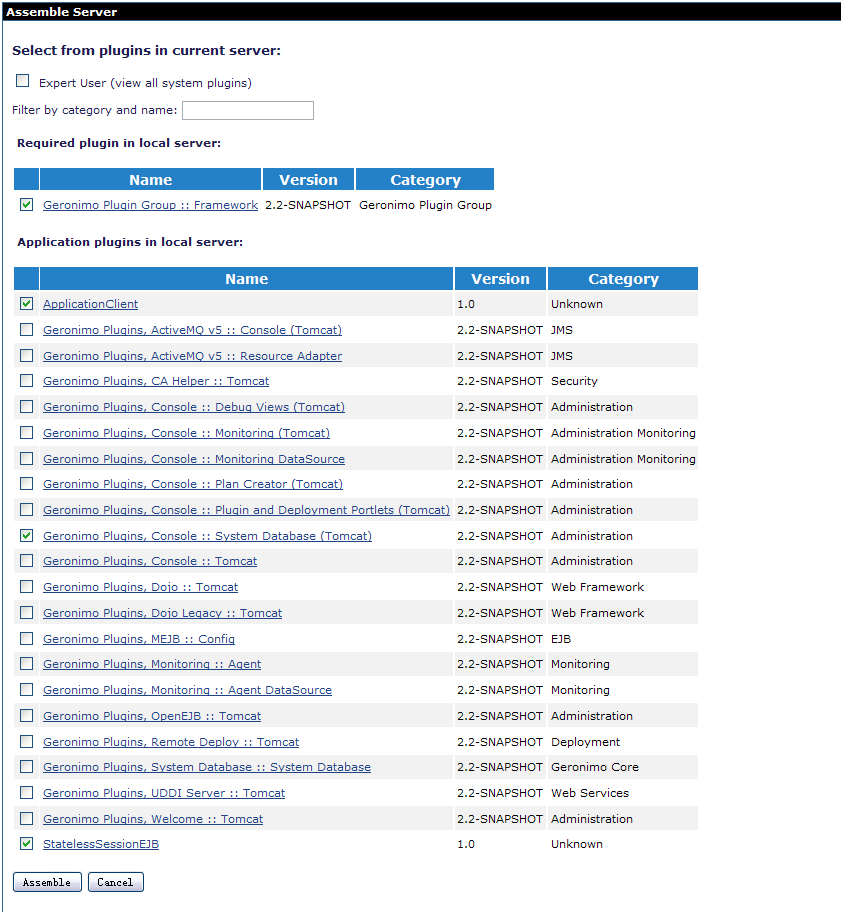 Assemble Server
Select from plugins in current server:
Expert User (view all system plugins)
Filter by category and name:
Required plugin in local server:
Name Version Category
Geronimo Plugin Group :: Framework 2.2-SNAPSHOT Geronimo Plugin Group
Application plugins in local server:
Name Version Category
ApplicationClient 1.0 Unknown
Geronimo Plugins, ActiveMQ v5 :: Console (Tomcat) 2.2-SNAPSHOT JMS
Geronimo Plugins, ActiveMQ v5 :: Resource Adapter 2.2-SNAPSHOT JMS
Geronimo Plugins, CA Helper :: Tomcat 2.2-SNAPSHOT Security
Geronimo Plugins, Console :: Debug Views (Tomcat) 2.2-SNAPSHOT Administration
Geronimo Plugins, Console :: Monitoring (Tomcat) 2.2-SNAPSHOT Administration Monitoring
Geronimo Plugins, Console :: Monitoring DataSource 2.2-SNAPSHOT Administration Monitoring
Geronimo Plugins, Console :: Plan Creator (Tomcat) 2.2-SNAPSHOT Administration
Geronimo Plugins, Console :: Plugin and Deployment Portlets (Tomcat) 2.2-SNAPSHOT Administration
Geronimo Plugins, Console :: System Database (Tomcat) 2.2-SNAPSHOT Administration
Geronimo Plugins, Console :: Tomcat 2.2-SNAPSHOT Administration
Geronimo Plugins, Dojo :: Tomcat 2.2-SNAPSHOT Web Framework
Geronimo Plugins, Dojo Legacy :: Tomcat 2.2-SNAPSHOT Web Framework
Geronimo Plugins, MEJB :: Config 2.2-SNAPSHOT EJB
Geronimo Plugins, Monitoring :: Agent 2.2-SNAPSHOT Monitoring
Geronimo Plugins, Monitoring :: Agent DataSource 2.2-SNAPSHOT Monitoring
Geronimo Plugins, OpenEJB :: Tomcat 2.2-SNAPSHOT Administration
Geronimo Plugins, Remote Deploy :: Tomcat 2.2-SNAPSHOT Deployment
Geronimo Plugins, System Database :: System Database 2.2-SNAPSHOT Geronimo Core
Geronimo Plugins, UDDI Server :: Tomcat 2.2-SNAPSHOT Web Services
Geronimo Plugins, Welcome :: Tomcat 2.2-SNAPSHOT Administration
StatelessSessionEJB 1.0 Unknown
Assemble Cancel